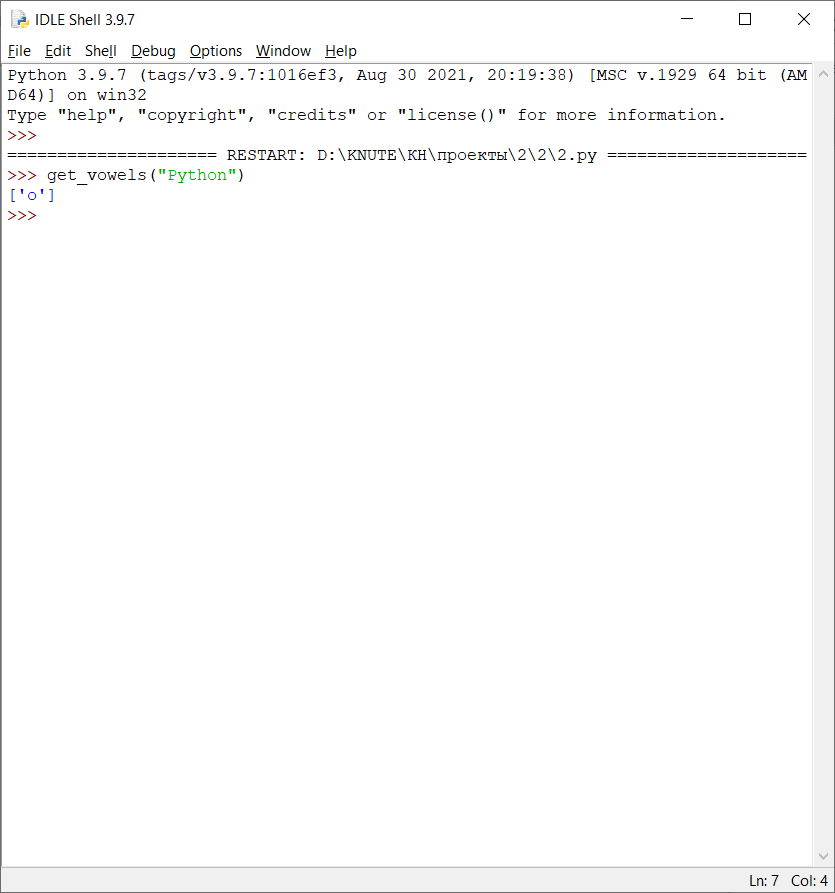 IDLE Shell 3.9.7
File Edit Shell Debug Options Window Help
Python 3.9.7 (tags/v3.9.7:1016ef3, Aug 30 2021, 20:19:38) [MSC v.1929 64 bit (AM
D64)] on win32
Type "help", "copyright", "credits" or "license()" for more information.
>>>
===================== RESTART: D:\KNUTE\КН\проекты\2\2\2.py ====================
>>> get_vowels("Python")
['o']
>>>
Ln: 7 Col: 4